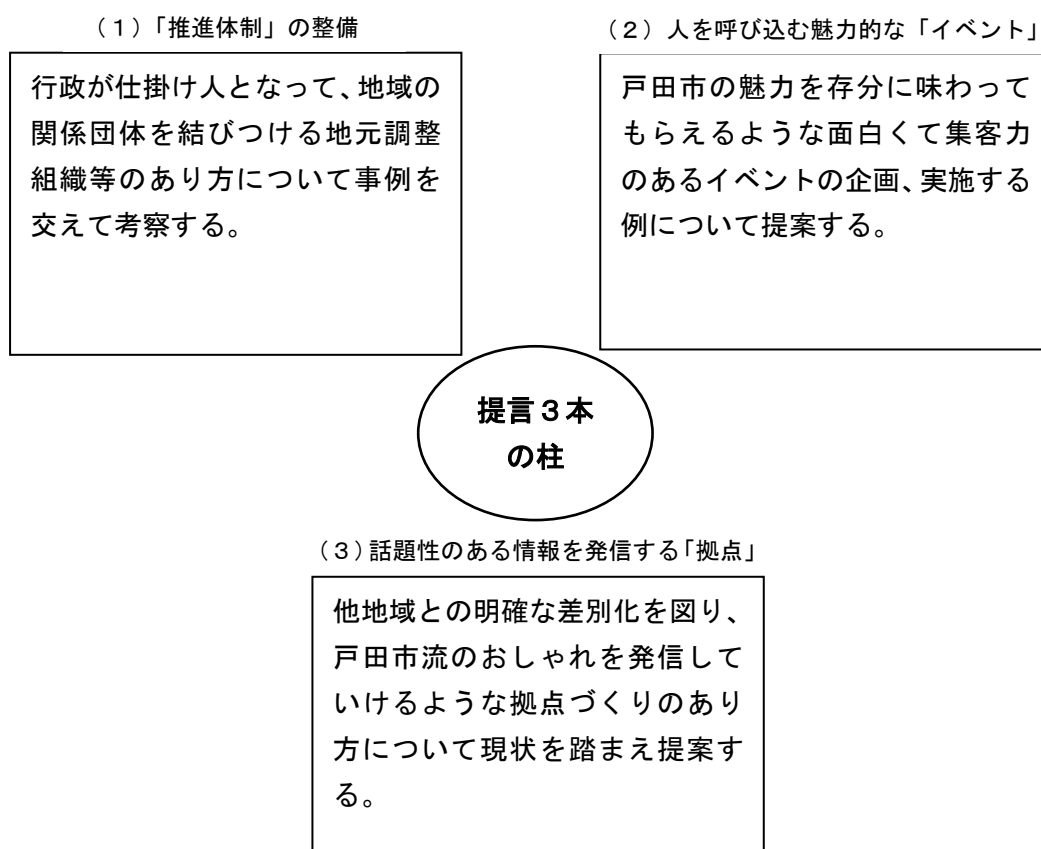 （１）「推進体制」の整備
行政が仕掛け人となって、地域の
関係団体を結びつける地元調整
組織等のあり方について事例を
交えて考察する。
（２）人を呼び込む魅力的な「イベント」
戸田市の魅力を存分に味わって
もらえるような面白くて集客力
のあるイベントの企画、実施する
例について提案する。
提言３本
の柱
（３）話題性のある情報を発信する「拠点」
他地域との明確な差別化を図り、
戸田市流のおしゃれを発信して
いけるような拠点づくりのあり
方について現状を踏まえ提案す
る。